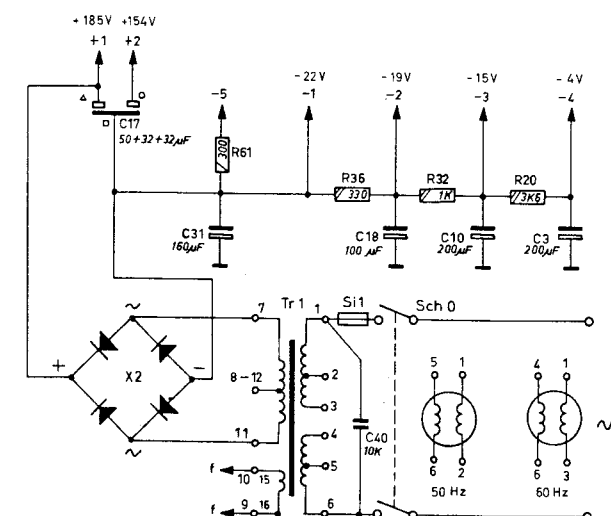 +185V +154V
+1 +2
-22V -19V -15V -4V
-5 -1 -2 -3 -4
C17
50+32+32µF
300 R61
R36 R32 R20
330 1K 3K6
C31 C18 C10 C3
160µF 100 µF 200µF 200µF
7 Tr 1 1 Si1 Sch 0
~
+ X2 - 8-12 2 5 1 4 1
3
~
11 4 C40
10K
5 6 2 6 3
f 10 15 50 Hz 60 Hz
f 9 16 6
~